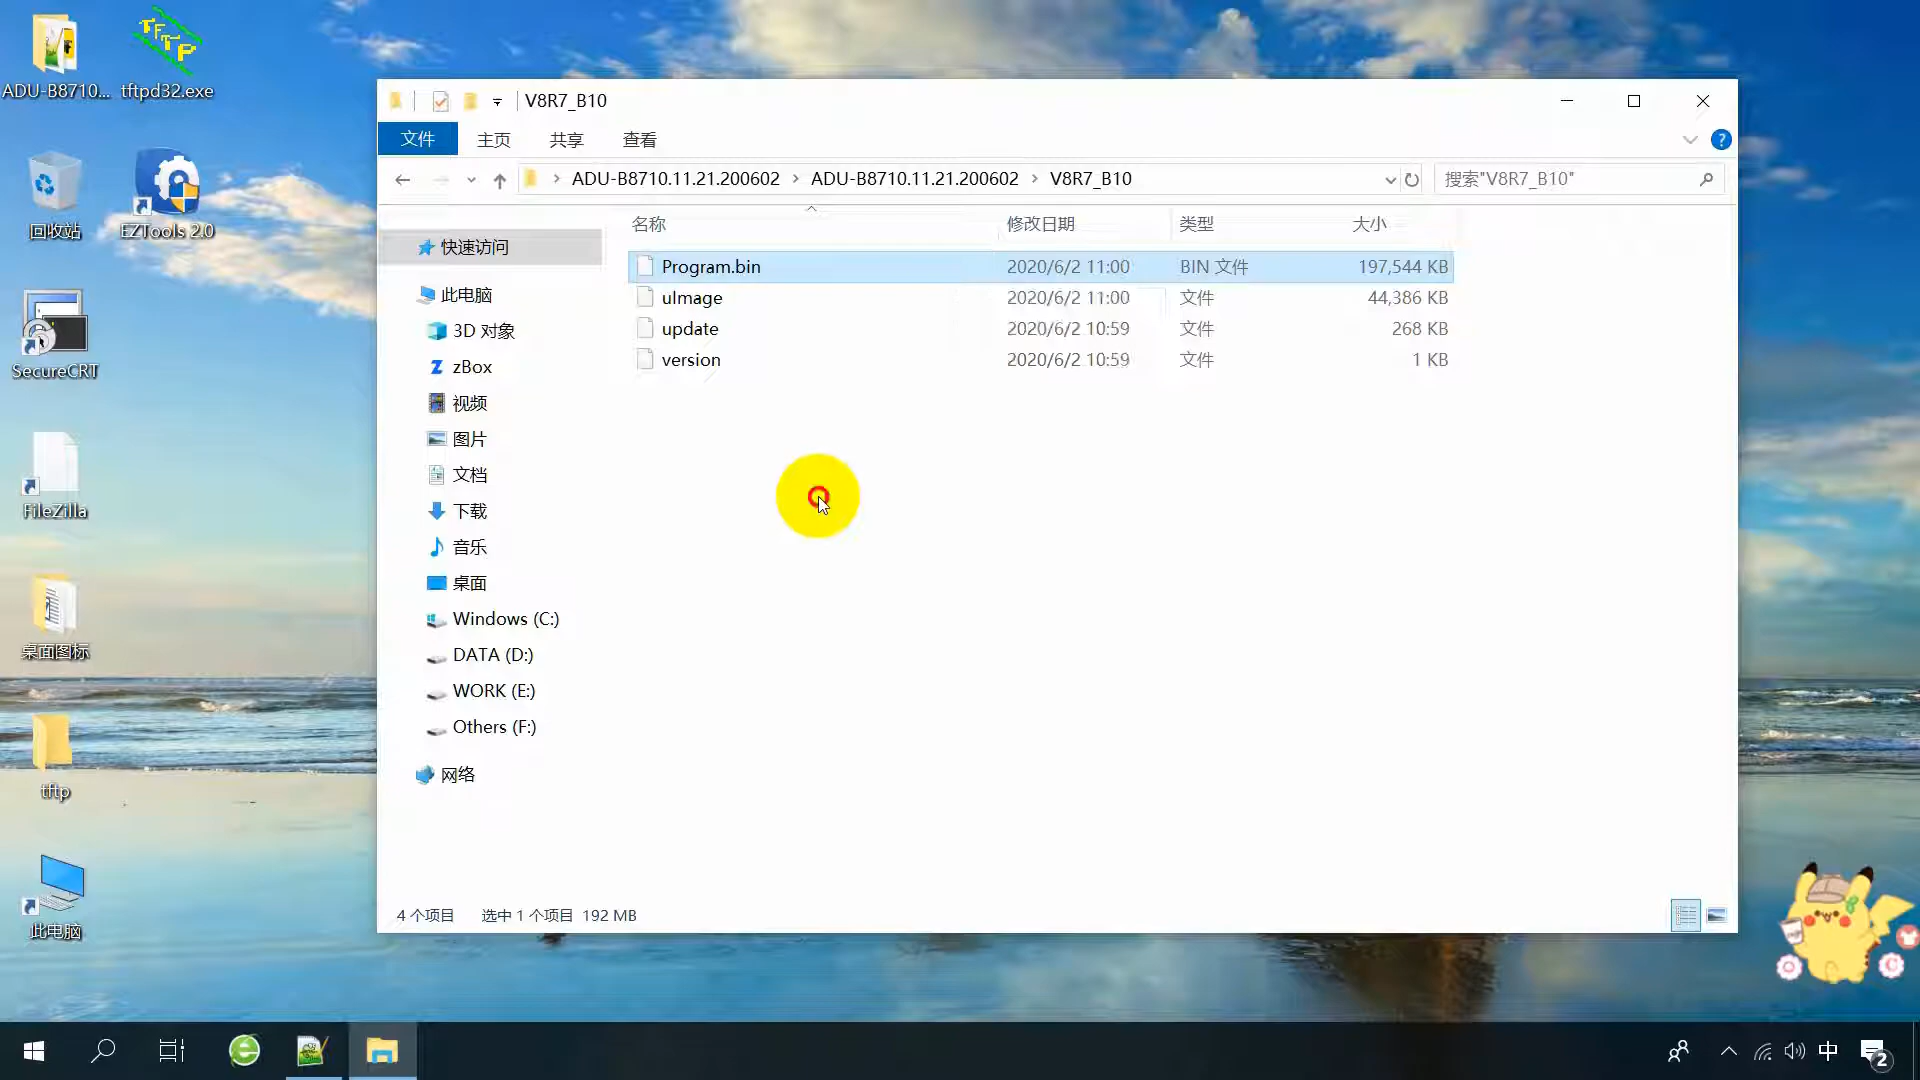 ADU-B8710...
tftpd32.exe
回收站
EZTools 2.0
SecureCRT
FileZilla
桌面图标
tftp
此电脑
V8R7_B10
文件
主页
共享
查看
ADU-B8710.11.21.200602 › ADU-B8710.11.21.200602 › V8R7_B10
搜索"V8R7_B10"
快速访问
此电脑
3D 对象
zBox
视频
图片
文档
下载
音乐
桌面
Windows (C:)
DATA (D:)
WORK (E:)
Others (F:)
网络
名称 修改日期 类型 大小
Program.bin 2020/6/2 11:00 BIN 文件 197,544 KB
uImage 2020/6/2 11:00 文件 44,386 KB
update 2020/6/2 10:59 文件 268 KB
version 2020/6/2 10:59 文件 1 KB
4 个项目 选中 1 个项目 192 MB
中
2